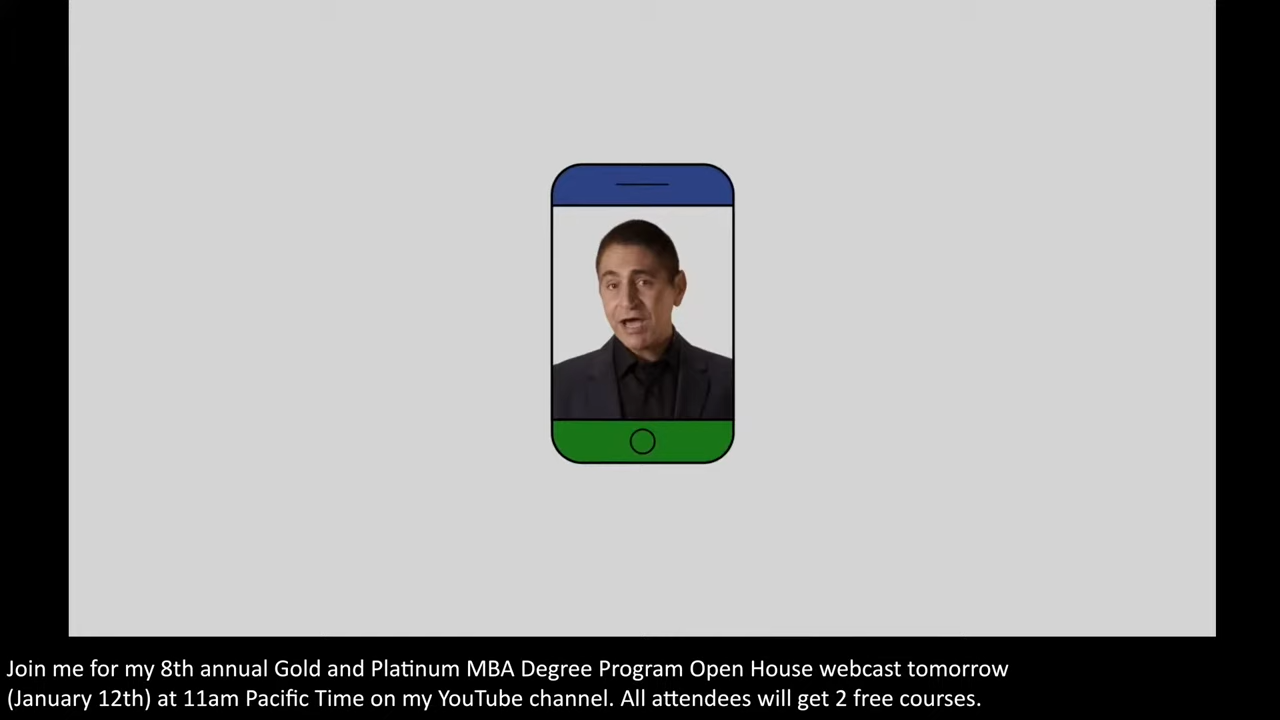 Join me for my 8th annual Gold and Platinum MBA Degree Program Open House webcast tomorrow
(January 12th) at 11am Pacific Time on my YouTube channel. All attendees will get 2 free courses.